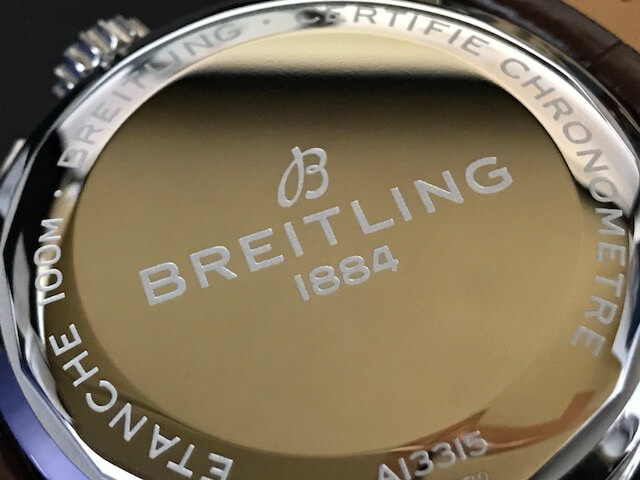 B
BREITLING
1884
BREITLING · CERTIFIE CHRONOMETRE
A13315
ETANCHE 100M ·